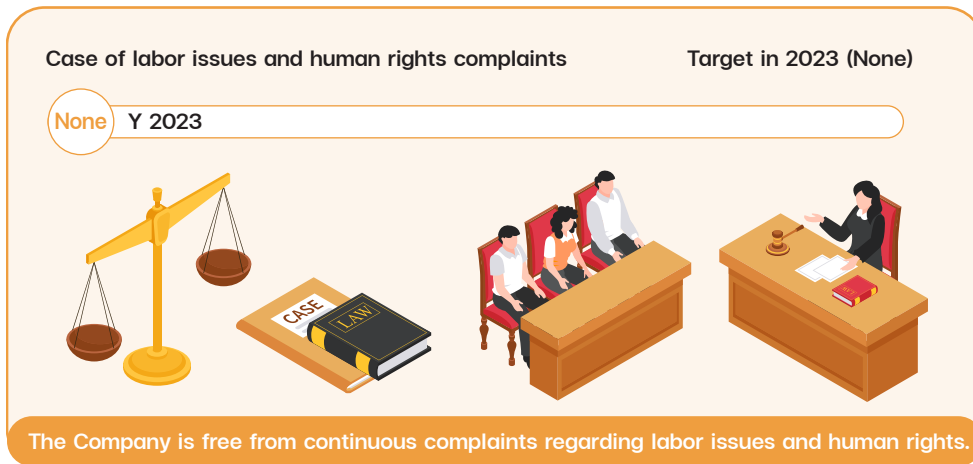 Case of labor issues and human rights complaints
Target in 2023 (None)
None
Y 2023
CASE
LAW
The Company is free from continuous complaints regarding labor issues and human rights.